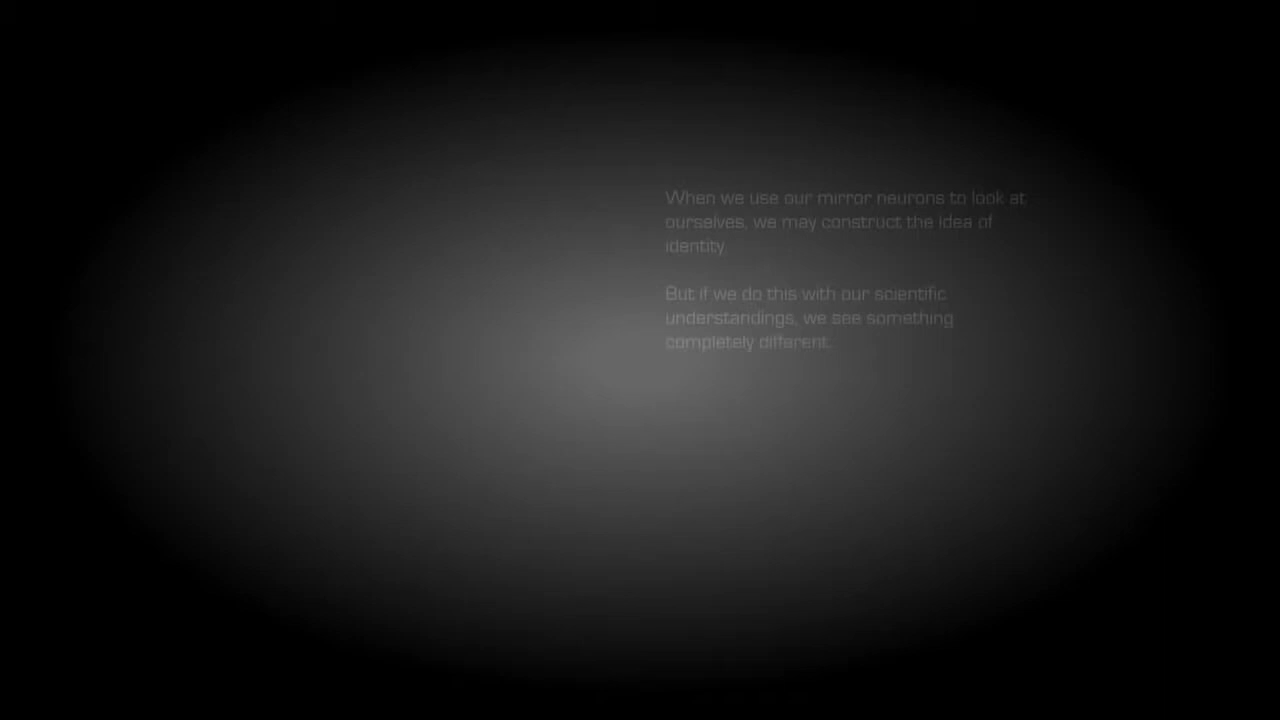 When we use our mirror neurons to look at
ourselves, we may construct the idea of
identity.
But if we do this with our scientific
understandings, we see something
completely different.